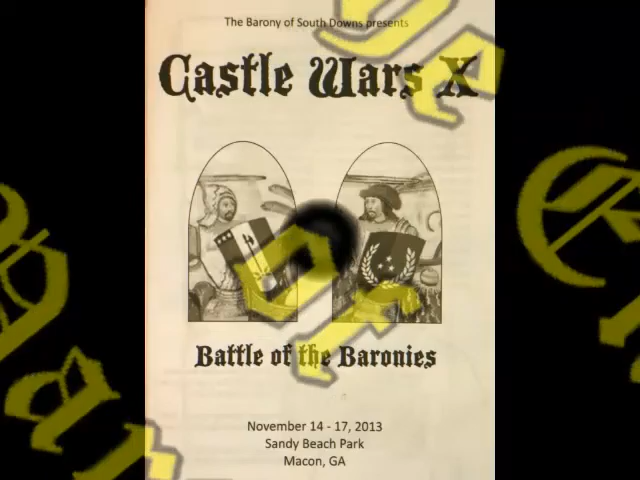 The Barony of South Downs presents
Castle Wars X
Battle of the Baronies
November 14 - 17, 2013
Sandy Beach Park
Macon, GA